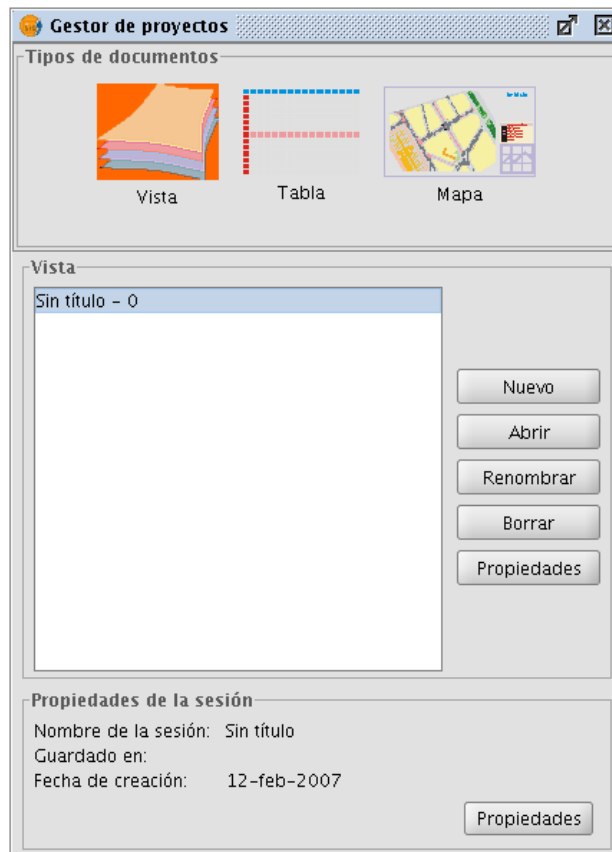 Gestor de proyectos
Tipos de documentos
Vista
Tabla
Mapa
Vista
Sin título – 0
Nuevo
Abrir
Renombrar
Borrar
Propiedades
Propiedades de la sesión
Nombre de la sesión: Sin título
Guardado en:
Fecha de creación: 12-feb-2007
Propiedades